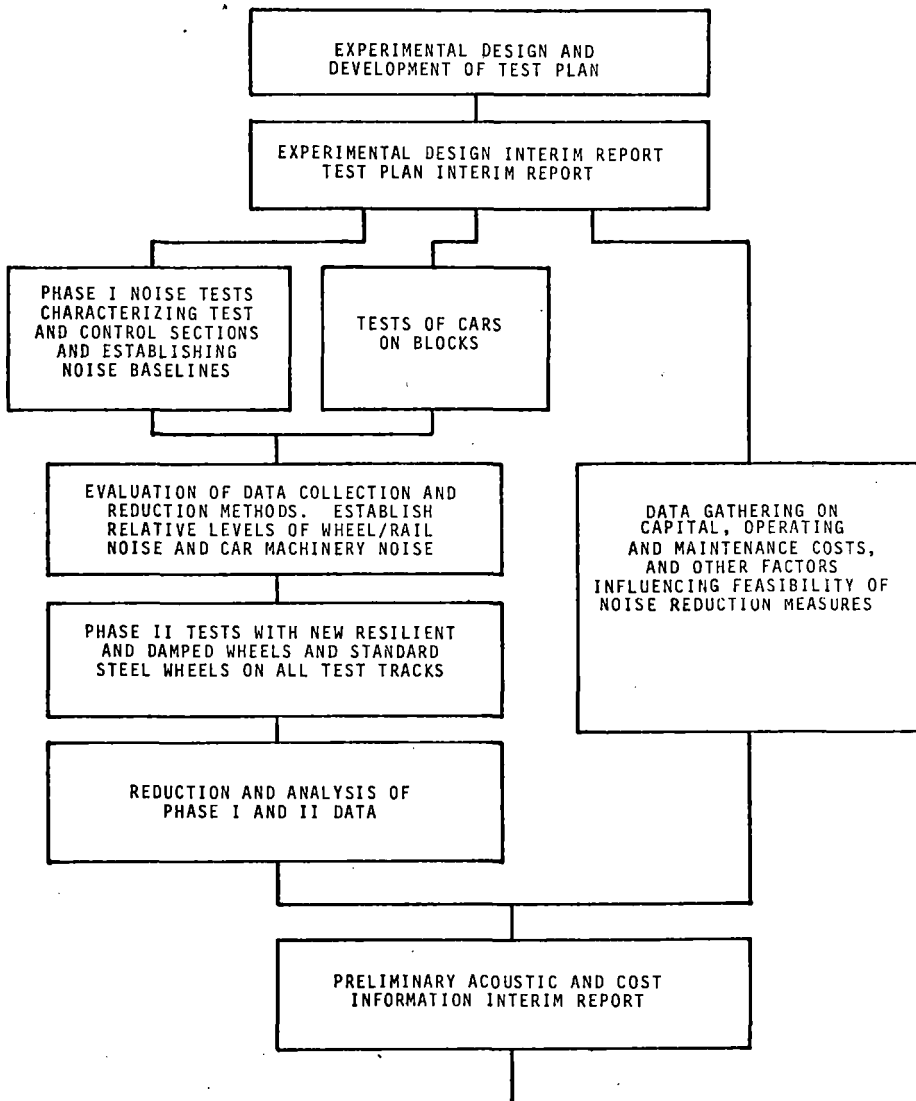 EXPERIMENTAL DESIGN AND
DEVELOPMENT OF TEST PLAN
EXPERIMENTAL DESIGN INTERIM REPORT
TEST PLAN INTERIM REPORT
PHASE I NOISE TESTS
CHARACTERIZING TEST
AND CONTROL SECTIONS
AND ESTABLISHING
NOISE BASELINES
TESTS OF CARS
ON BLOCKS
EVALUATION OF DATA COLLECTION AND
REDUCTION METHODS. ESTABLISH
RELATIVE LEVELS OF WHEEL/RAIL
NOISE AND CAR MACHINERY NOISE
DATA GATHERING ON
CAPITAL, OPERATING
AND MAINTENANCE COSTS,
AND OTHER FACTORS
INFLUENCING FEASIBILITY OF
NOISE REDUCTION MEASURES
PHASE II TESTS WITH NEW RESILIENT
AND DAMPED WHEELS AND STANDARD
STEEL WHEELS ON ALL TEST TRACKS
REDUCTION AND ANALYSIS OF
PHASE I AND II DATA
PRELIMINARY ACOUSTIC AND COST
INFORMATION INTERIM REPORT